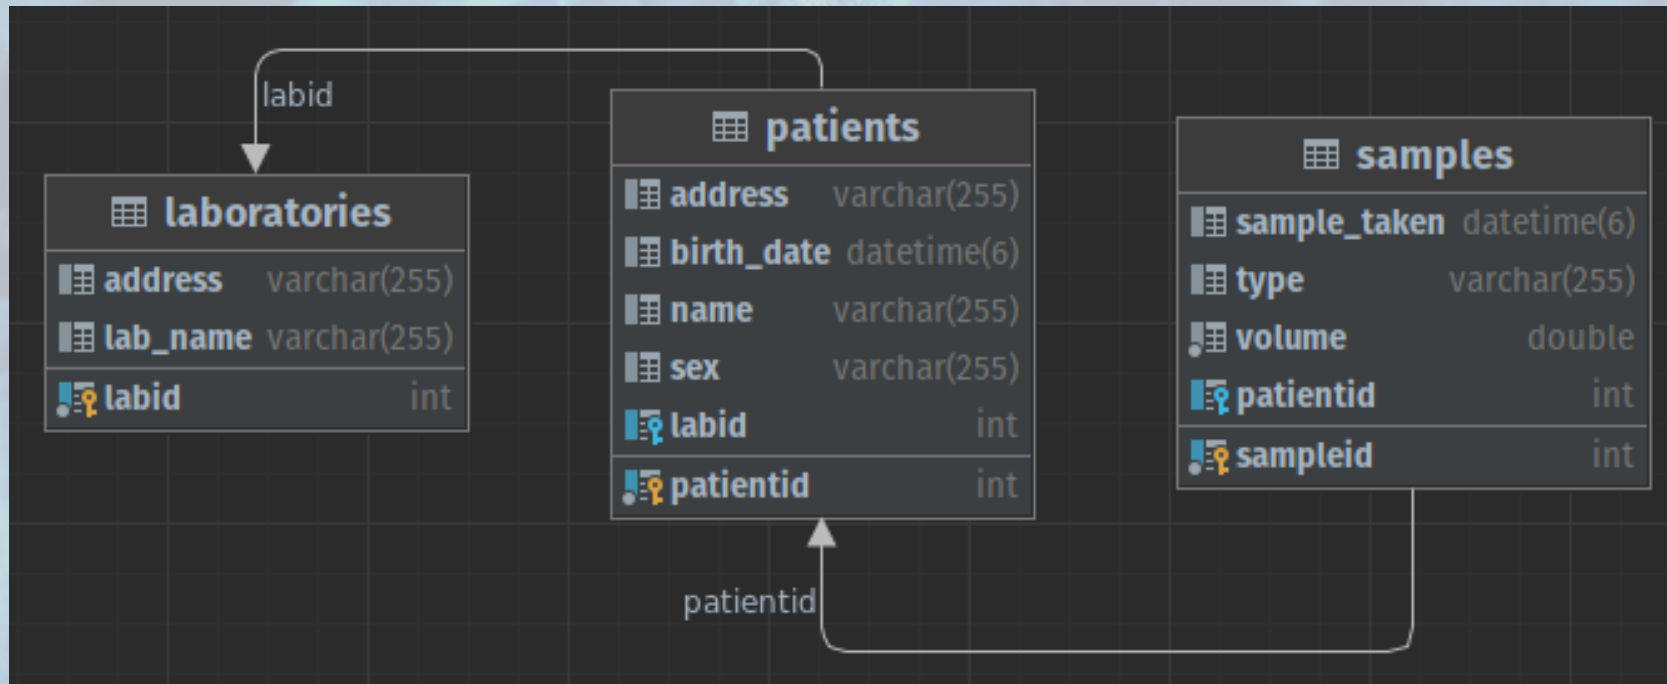 labid
laboratories
address varchar(255)
lab_name varchar(255)
labid int
patients
address varchar(255)
birth_date datetime(6)
name varchar(255)
sex varchar(255)
labid int
patientid int
patientid
samples
sample_taken datetime(6)
type varchar(255)
volume double
patientid int
sampleid int